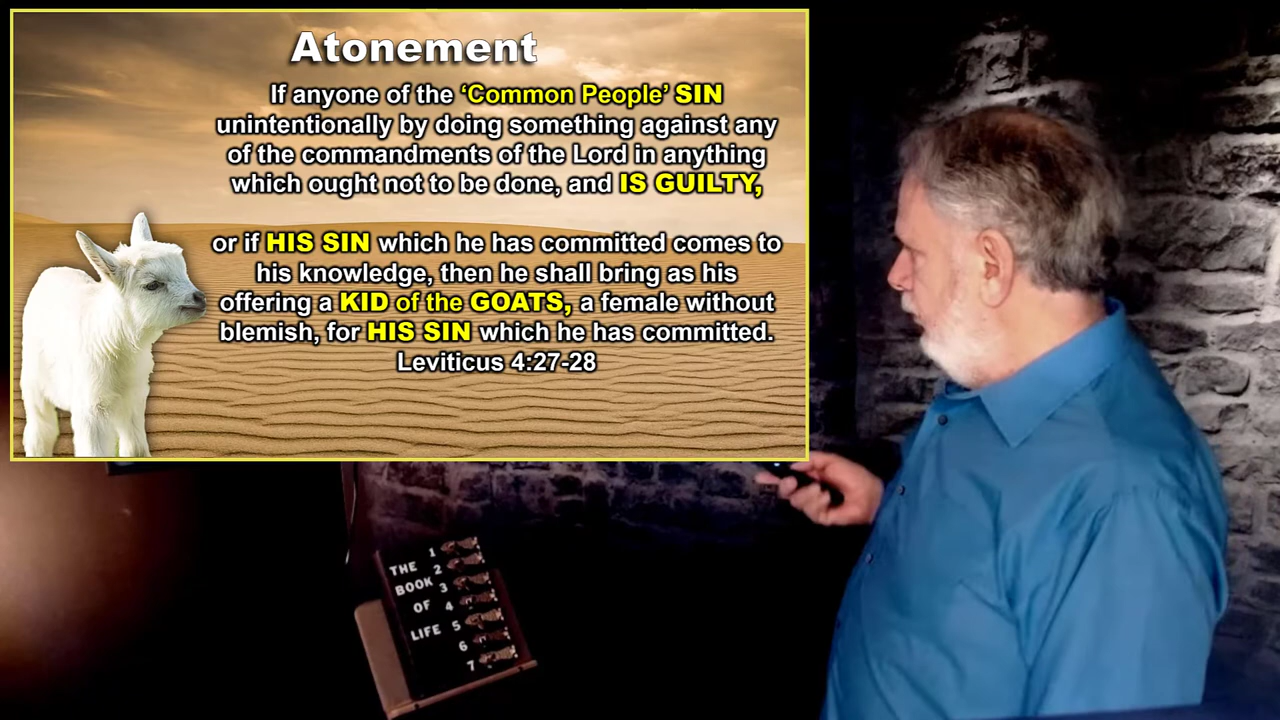 Atonement
If anyone of the ‘Common People’ SIN
unintentionally by doing something against any
of the commandments of the Lord in anything
which ought not to be done, and IS GUILTY,
or if HIS SIN which he has committed comes to
his knowledge, then he shall bring as his
offering a KID of the GOATS, a female without
blemish, for HIS SIN which he has committed.
Leviticus 4:27-28
1
THE 2
BOOK 3
OF 4
LIFE 5
6
7